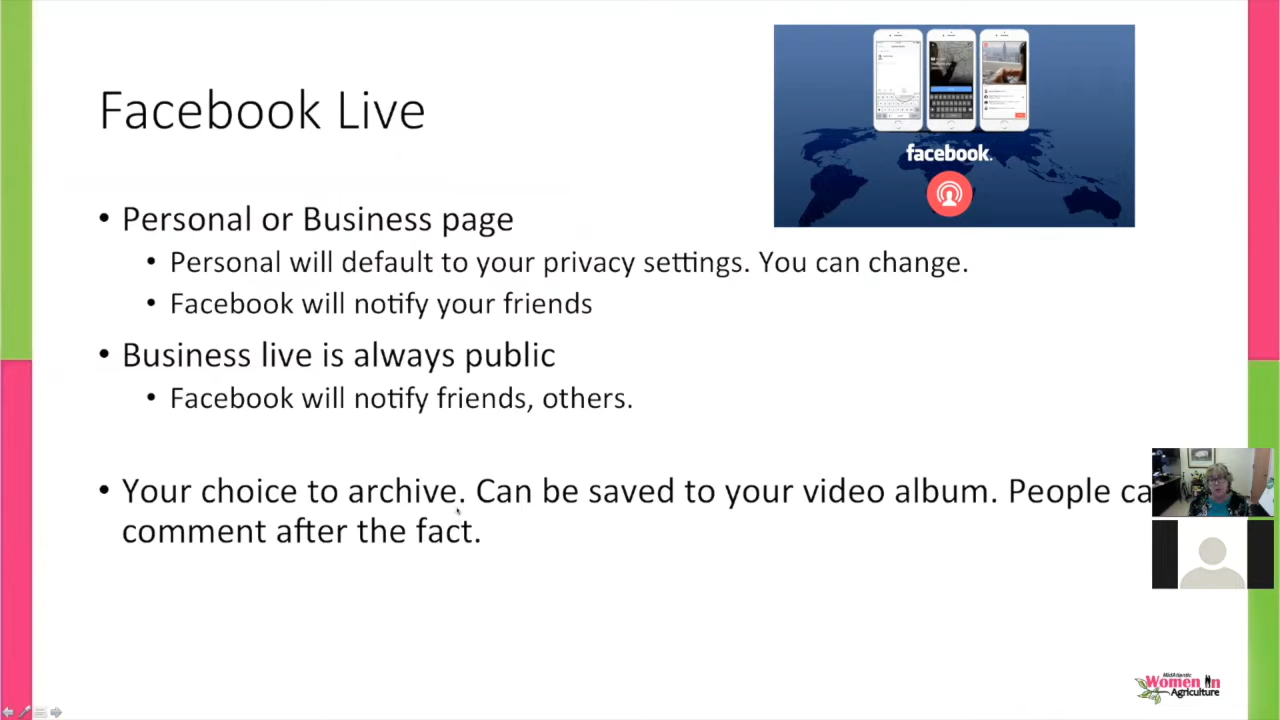 Facebook Live
facebook.
• Personal or Business page
• Personal will default to your privacy settings. You can change.
• Facebook will notify your friends
• Business live is always public
• Facebook will notify friends, others.
• Your choice to archive. Can be saved to your video album. People ca
comment after the fact.
MidAtlantic
Women In
Agriculture